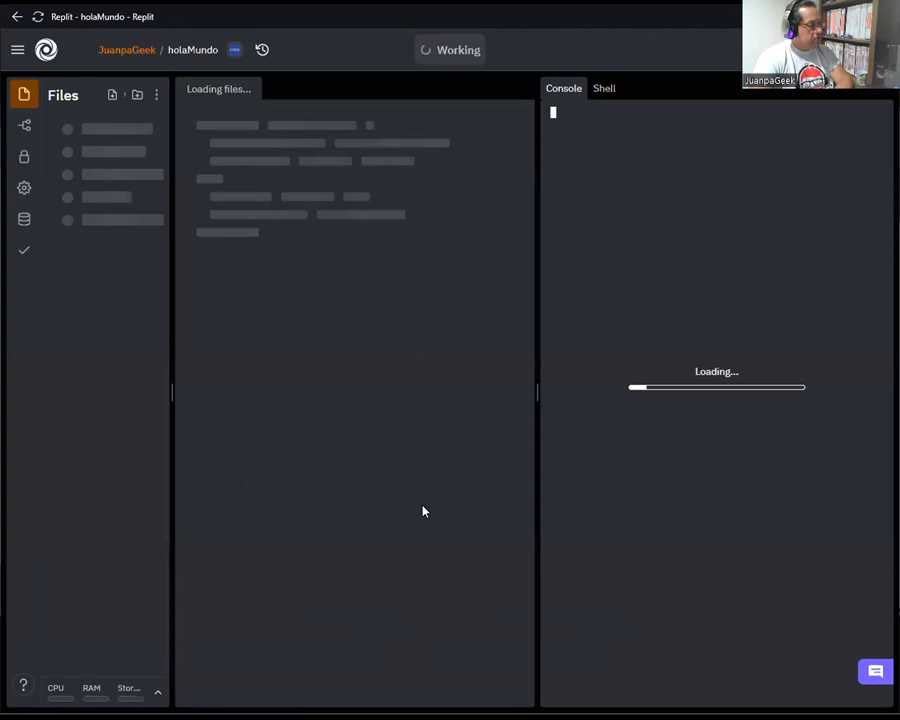 Replit - holaMundo - Replit
JuanpaGeek / holaMundo
Working
JuanpaGeek
Files
Loading files...
Console
Shell
Loading...
?
CPU
RAM
Stor...